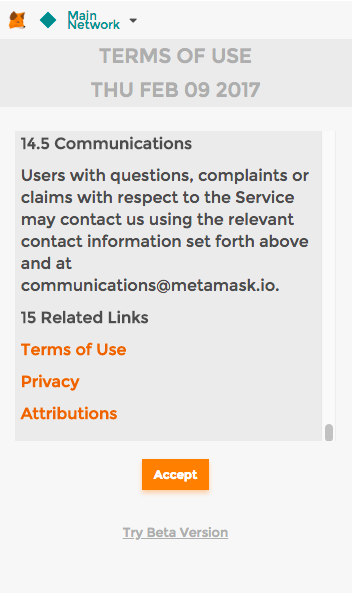 Main
Network
TERMS OF USE
THU FEB 09 2017
14.5 Communications
Users with questions, complaints or
claims with respect to the Service
may contact us using the relevant
contact information set forth above
and at
communications@metamask.io.
15 Related Links
Terms of Use
Privacy
Attributions
Accept
Try Beta Version